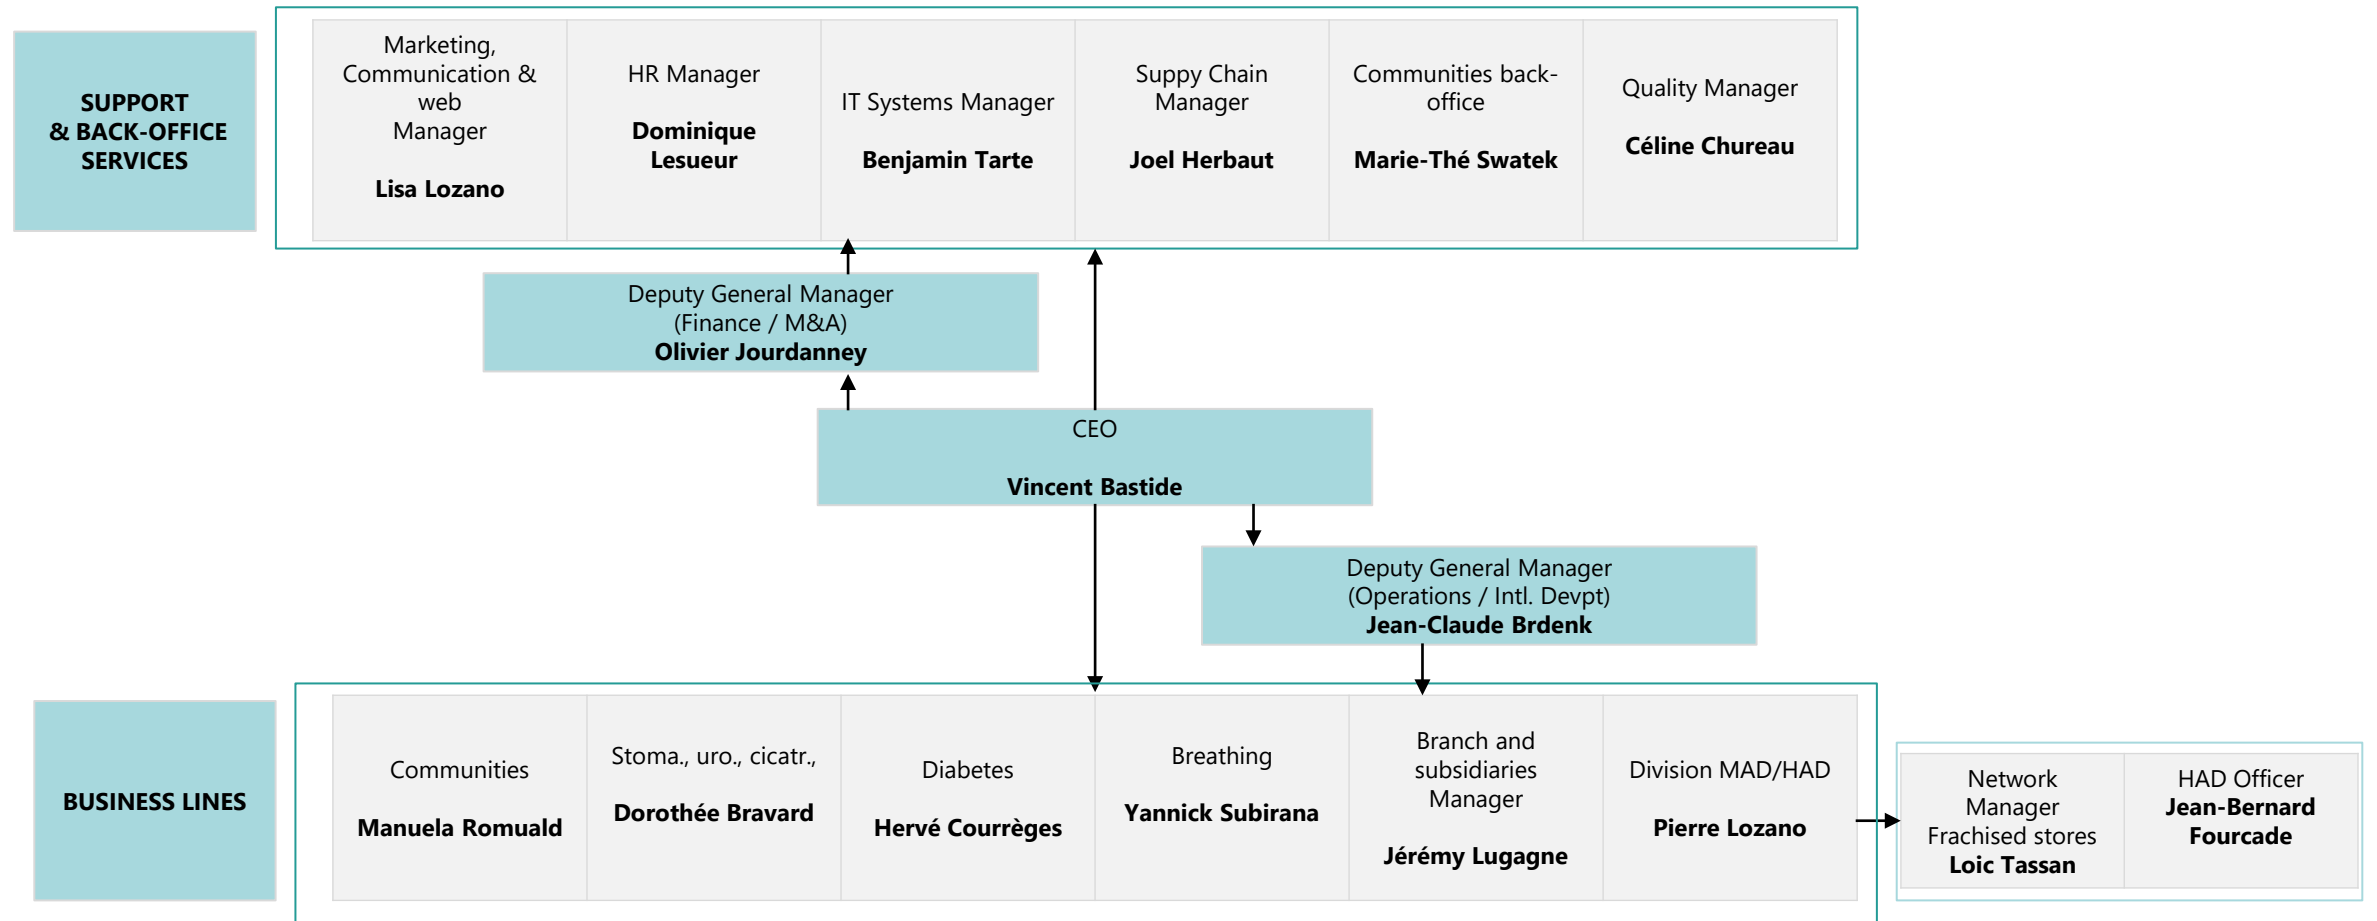 SUPPORT
& BACK-OFFICE
SERVICES
Marketing,
Communication &
web
Manager
Lisa Lozano
HR Manager
Dominique
Lesueur
IT Systems Manager
Benjamin Tarte
Suppy Chain
Manager
Joel Herbaut
Communities back-
office
Marie-Thé Swatek
Quality Manager
Céline Chureau
Deputy General Manager
(Finance / M&A)
Olivier Jourdanney
CEO
Vincent Bastide
Deputy General Manager
(Operations / Intl. Devpt)
Jean-Claude Brdenk
BUSINESS LINES
Communities
Manuela Romuald
Stoma., uro., cicatr.,
Dorothée Bravard
Diabetes
Hervé Courrèges
Breathing
Yannick Subirana
Branch and
subsidiaries
Manager
Jérémy Lugagne
Division MAD/HAD
Pierre Lozano
Network
Manager
Frachised stores
Loic Tassan
HAD Officer
Jean-Bernard
Fourcade